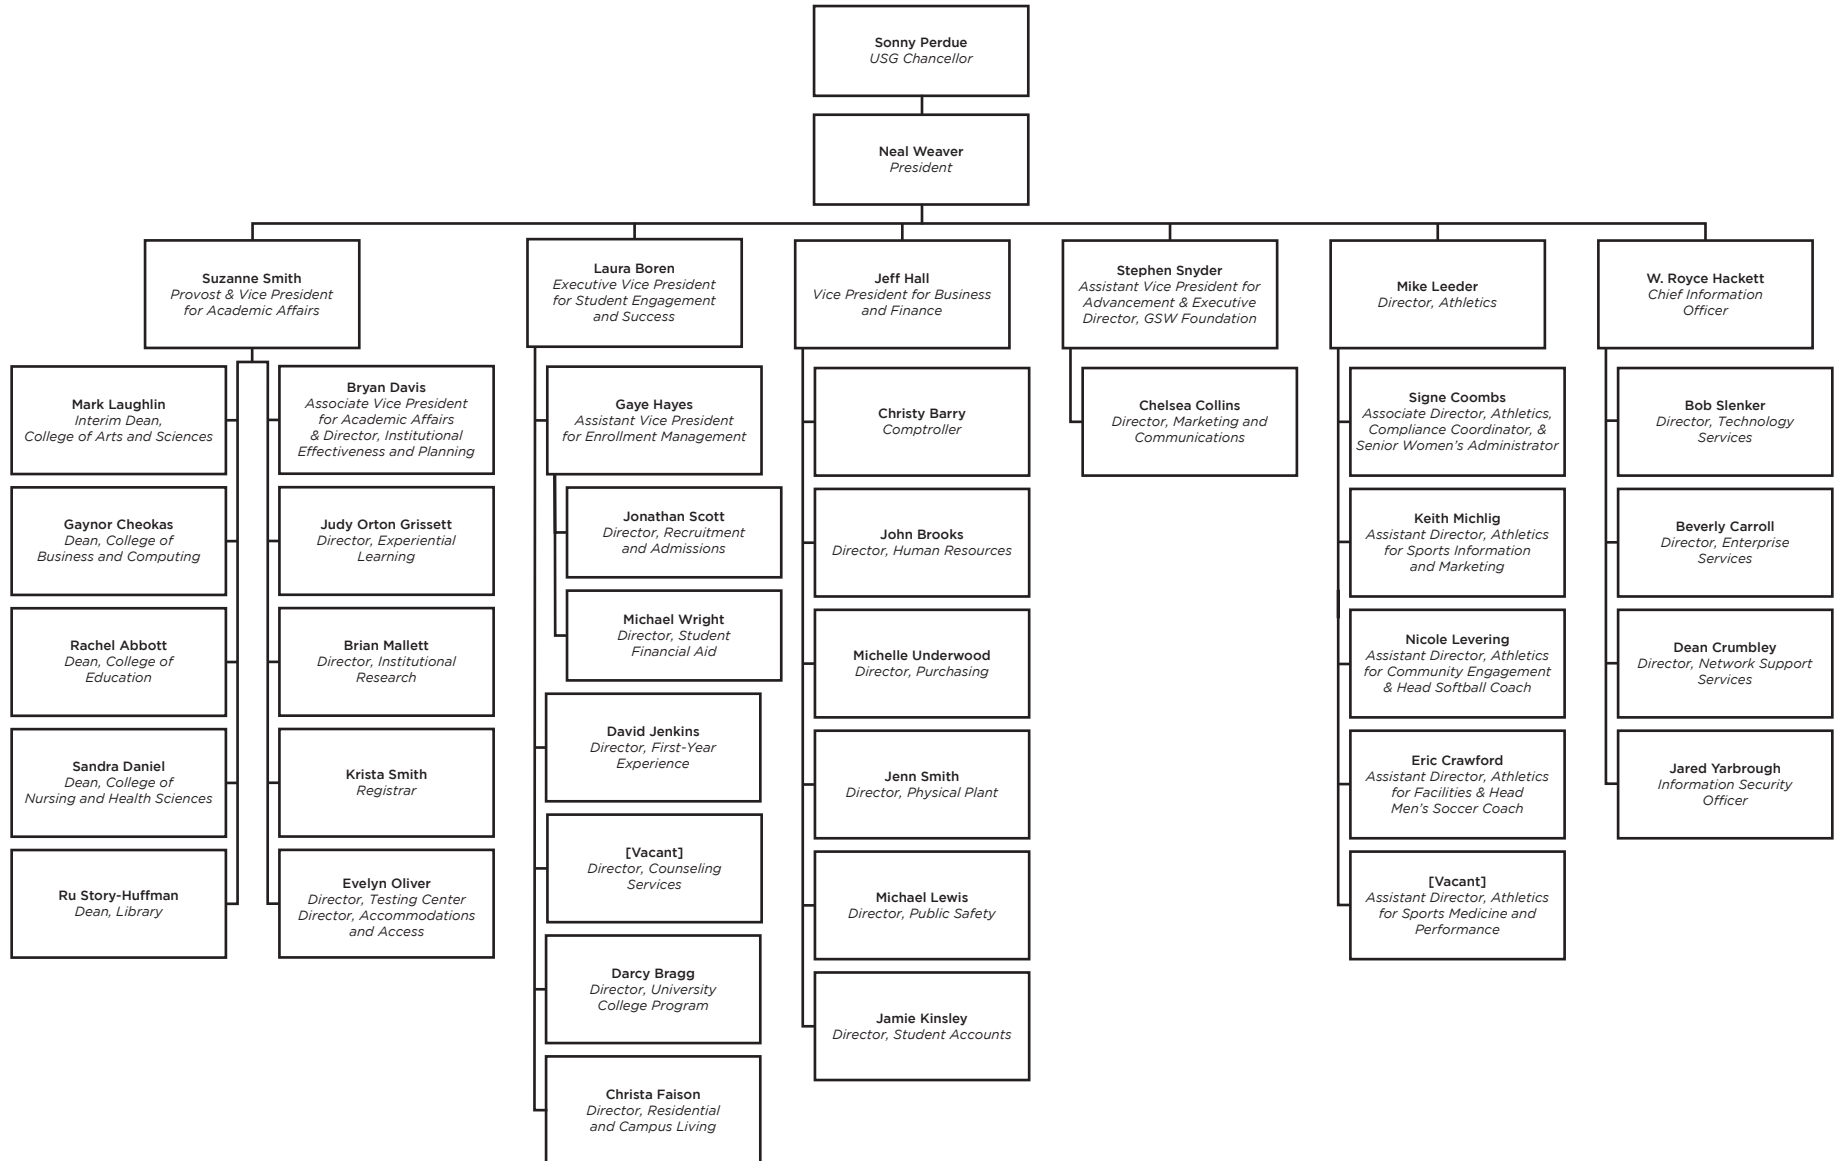 Sonny Perdue
USG Chancellor
Neal Weaver
President
Suzanne Smith
Provost & Vice President
for Academic Affairs
Mark Laughlin
Interim Dean,
College of Arts and Sciences
Gaynor Cheokas
Dean, College of
Business and Computing
Rachel Abbott
Dean, College of
Education
Sandra Daniel
Dean, College of
Nursing and Health Sciences
Ru Story-Huffman
Dean, Library
Bryan Davis
Associate Vice President
for Academic Affairs
& Director, Institutional
Effectiveness and Planning
Judy Orton Grissett
Director, Experiential
Learning
Brian Mallett
Director, Institutional
Research
Krista Smith
Registrar
Evelyn Oliver
Director, Testing Center
Director, Accommodations
and Access
Laura Boren
Executive Vice President
for Student Engagement
and Success
Gaye Hayes
Assistant Vice President
for Enrollment Management
Jonathan Scott
Director, Recruitment
and Admissions
Michael Wright
Director, Student
Financial Aid
David Jenkins
Director, First-Year
Experience
[Vacant]
Director, Counseling
Services
Darcy Bragg
Director, University
College Program
Christa Faison
Director, Residential
and Campus Living
Jeff Hall
Vice President for Business
and Finance
Christy Barry
Comptroller
John Brooks
Director, Human Resources
Michelle Underwood
Director, Purchasing
Jenn Smith
Director, Physical Plant
Michael Lewis
Director, Public Safety
Jamie Kinsley
Director, Student Accounts
Stephen Snyder
Assistant Vice President for
Advancement & Executive
Director, GSW Foundation
Chelsea Collins
Director, Marketing and
Communications
Mike Leeder
Director, Athletics
Signe Coombs
Associate Director, Athletics,
Compliance Coordinator, &
Senior Women's Administrator
Keith Michlig
Assistant Director, Athletics
for Sports Information
and Marketing
Nicole Levering
Assistant Director, Athletics
for Community Engagement
& Head Softball Coach
Eric Crawford
Assistant Director, Athletics
for Facilities & Head
Men's Soccer Coach
[Vacant]
Assistant Director, Athletics
for Sports Medicine and
Performance
W. Royce Hackett
Chief Information
Officer
Bob Slenker
Director, Technology
Services
Beverly Carroll
Director, Enterprise
Services
Dean Crumbley
Director, Network Support
Services
Jared Yarbrough
Information Security
Officer